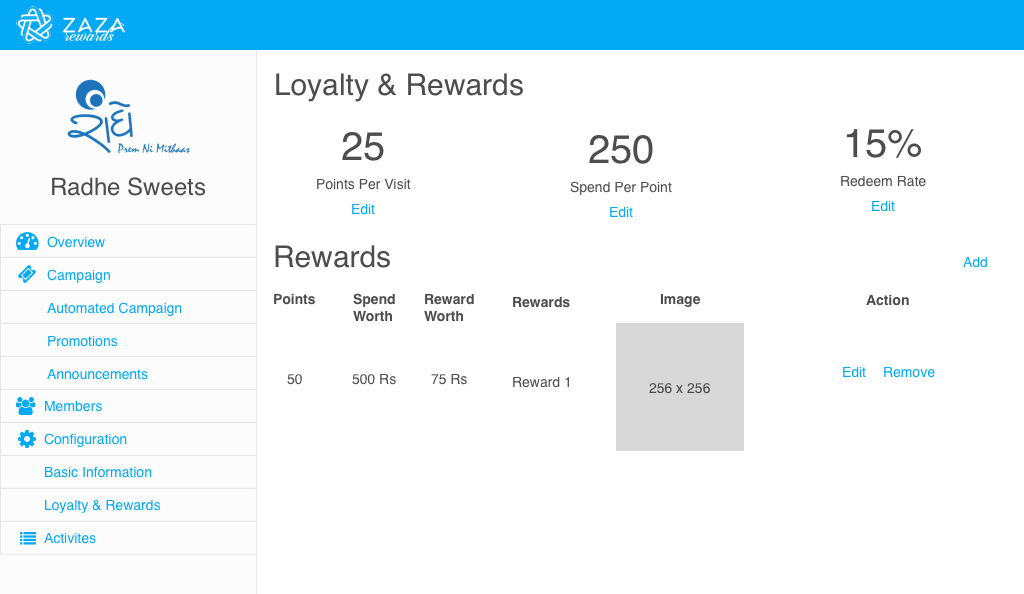 ZAZA
rewards
રાધે
Prem Ni Mithaas
Radhe Sweets
Overview
Campaign
Automated Campaign
Promotions
Announcements
Members
Configuration
Basic Information
Loyalty & Rewards
Activites
Loyalty & Rewards
25
Points Per Visit
Edit
250
Spend Per Point
Edit
15%
Redeem Rate
Edit
Rewards
Add
Points Spend Worth Reward Worth Rewards Image Action
50 500 Rs 75 Rs Reward 1 256 x 256 Edit Remove